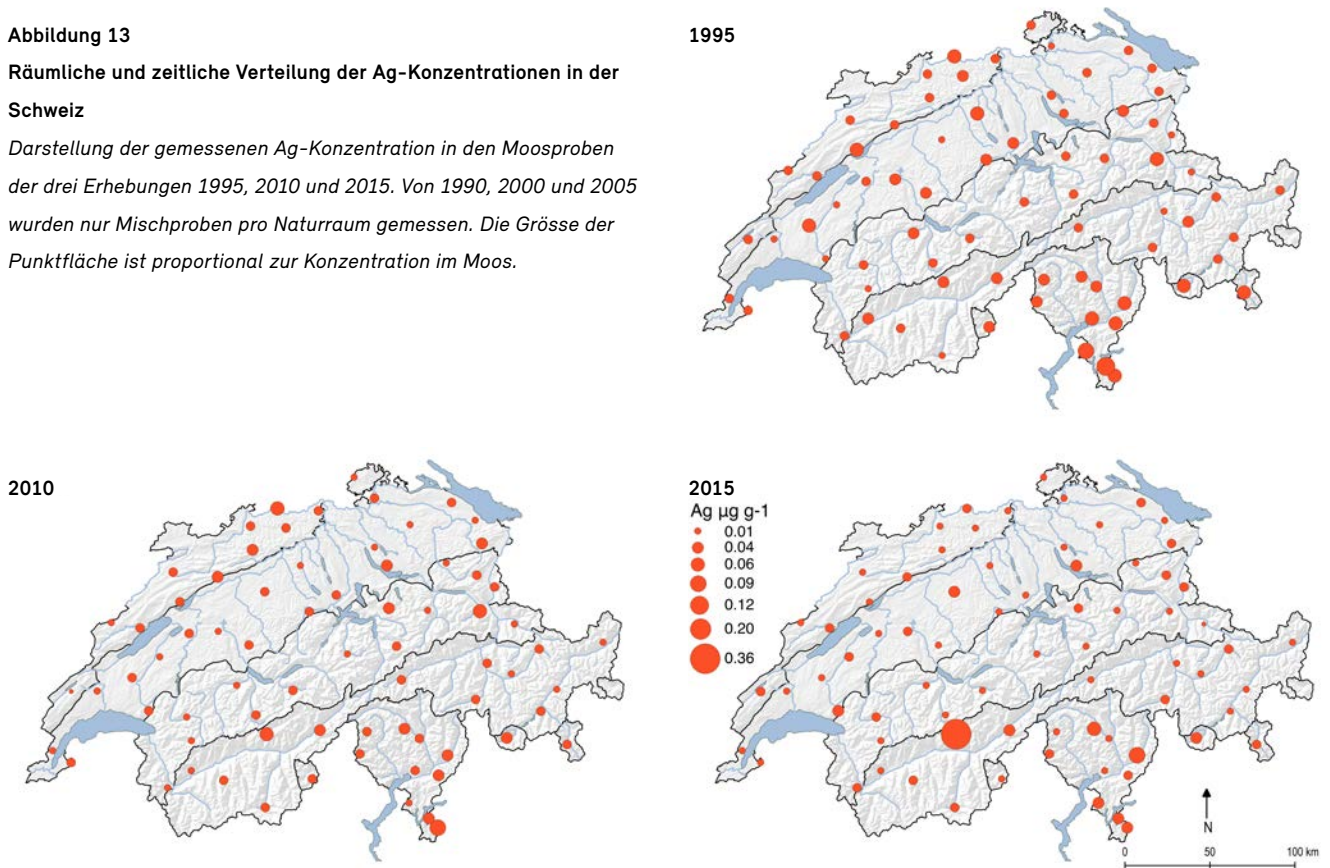 Abbildung 13
Räumliche und zeitliche Verteilung der Ag-Konzentrationen in der
Schweiz
Darstellung der gemessenen Ag-Konzentration in den Moosproben
der drei Erhebungen 1995, 2010 und 2015. Von 1990, 2000 und 2005
wurden nur Mischproben pro Naturraum gemessen. Die Grösse der
Punktfläche ist proportional zur Konzentration im Moos.
1995
2010
2015
Ag µg g-1
0.01
0.04
0.06
0.09
0.12
0.20
0.36
N
0 50 100 km